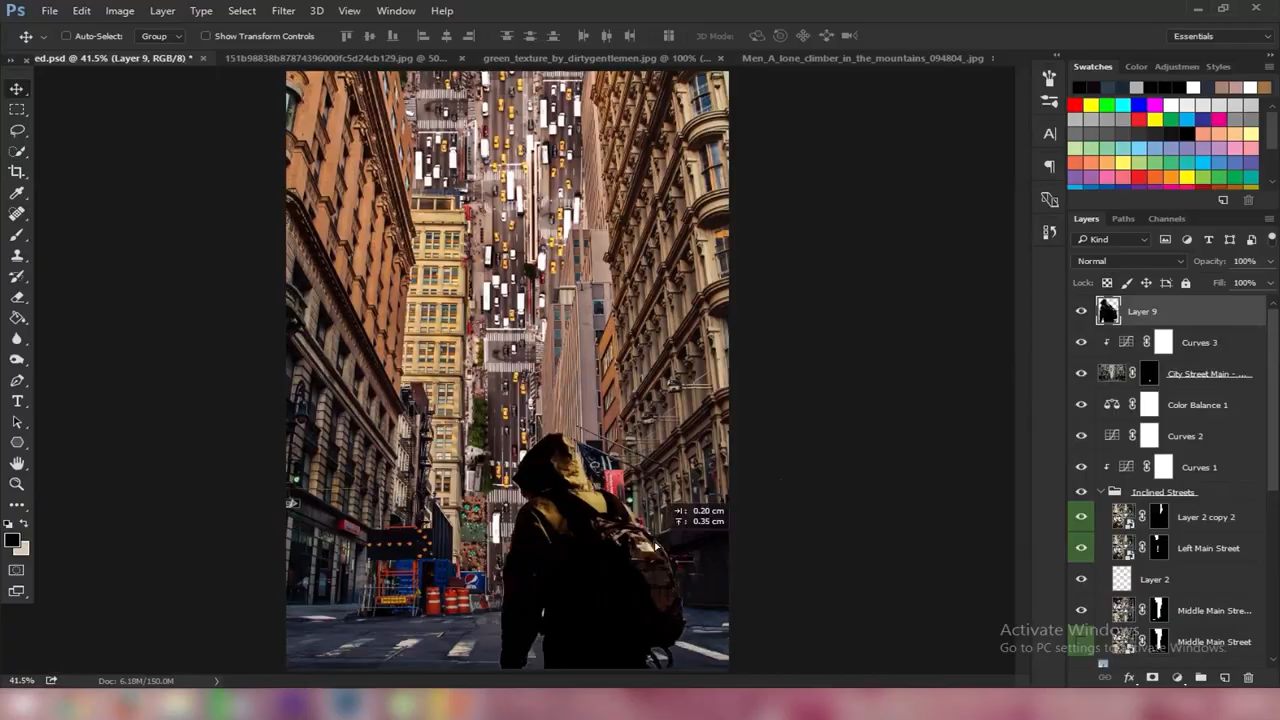 Ps File Edit Image Layer Type Select Filter 3D View Window Help
Auto-Select: Group Show Transform Controls 3D Mode: Essentials
ed.psd @ 41.5% (Layer 9, RGB/8) * 151b98838b87874396000fc5d24cb129.jpg @ 50... green_texture_by_dirtygentlemen.jpg @ 100% (... Men_A_lone_climber_in_the_mountains_094804_.jpg
Swatches Color Adjustmen Styles
Layers Paths Channels
Kind
Normal Opacity: 100%
Lock: Fill: 100%
Layer 9
Curves 3
City Street Main - ...
Color Balance 1
Curves 2
Curves 1
Inclined Streets
Layer 2 copy 2
Left Main Street
Layer 2
Middle Main Stre...
Middle Main Street
0.20 cm
0.35 cm
pepsi
Activate Windows
Go to PC settings to activate Windows.
41.5% Doc: 6.18M/150.0M